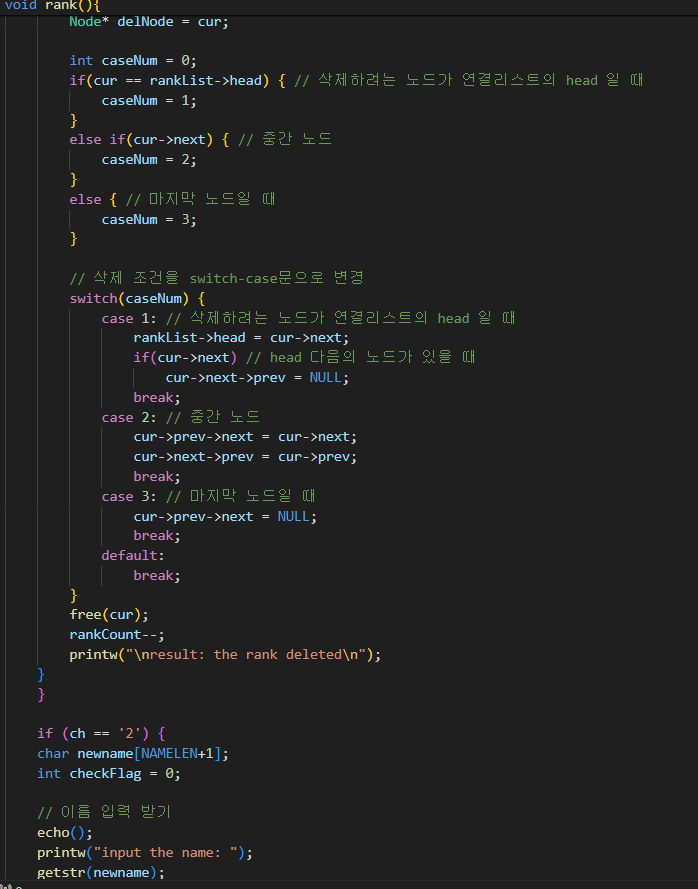 void rank(){
Node* delNode = cur;
int caseNum = 0;
if(cur == rankList->head) { // 삭제하려는 노드가 연결리스트의 head 일 때
caseNum = 1;
}
else if(cur->next) { // 중간 노드
caseNum = 2;
}
else { // 마지막 노드일 때
caseNum = 3;
}
// 삭제 조건을 switch-case문으로 변경
switch(caseNum) {
case 1: // 삭제하려는 노드가 연결리스트의 head 일 때
rankList->head = cur->next;
if(cur->next) // head 다음의 노드가 있을 때
cur->next->prev = NULL;
break;
case 2: // 중간 노드
cur->prev->next = cur->next;
cur->next->prev = cur->prev;
break;
case 3: // 마지막 노드일 때
cur->prev->next = NULL;
break;
default:
break;
}
free(cur);
rankCount--;
printw("\nresult: the rank deleted\n");
}
}
if (ch == '2') {
char newname[NAMELEN+1];
int checkFlag = 0;
// 이름 입력 받기
echo();
printw("input the name: ");
getstr(newname);